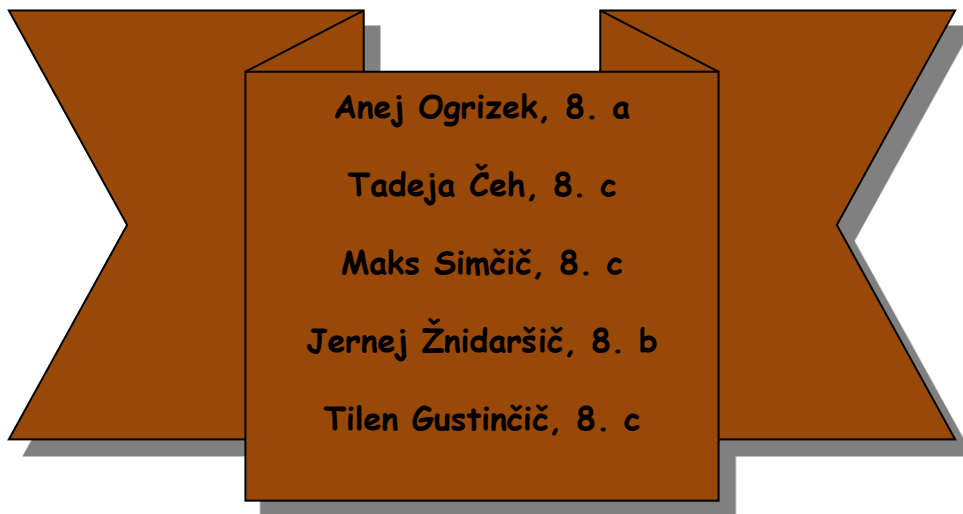 Anej Ogrizek, 8. a
Tadeja Čeh, 8. c
Maks Simčič, 8. c
Jernej Žnidaršič, 8. b
Tilen Gustinčič, 8. c